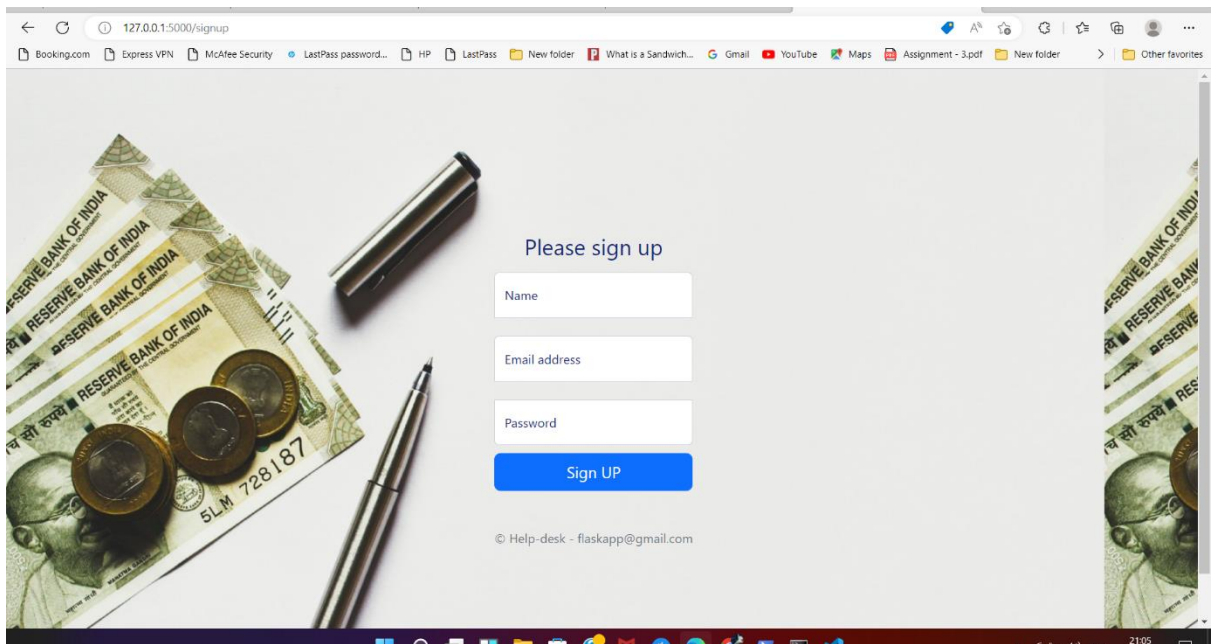 127.0.0.1:5000/signup
Booking.com Express VPN McAfee Security LastPass password... HP LastPass New folder What is a Sandwich... Gmail YouTube Maps Assignment - 3.pdf New folder Other favorites
Please sign up
Name
Email address
Password
Sign UP
© Help-desk - flaskapp@gmail.com
RESERVE BANK OF INDIA
RESERVE BANK OF INDIA
RESERVE BANK OF INDIA
INDIA
5LM 728187
21:05